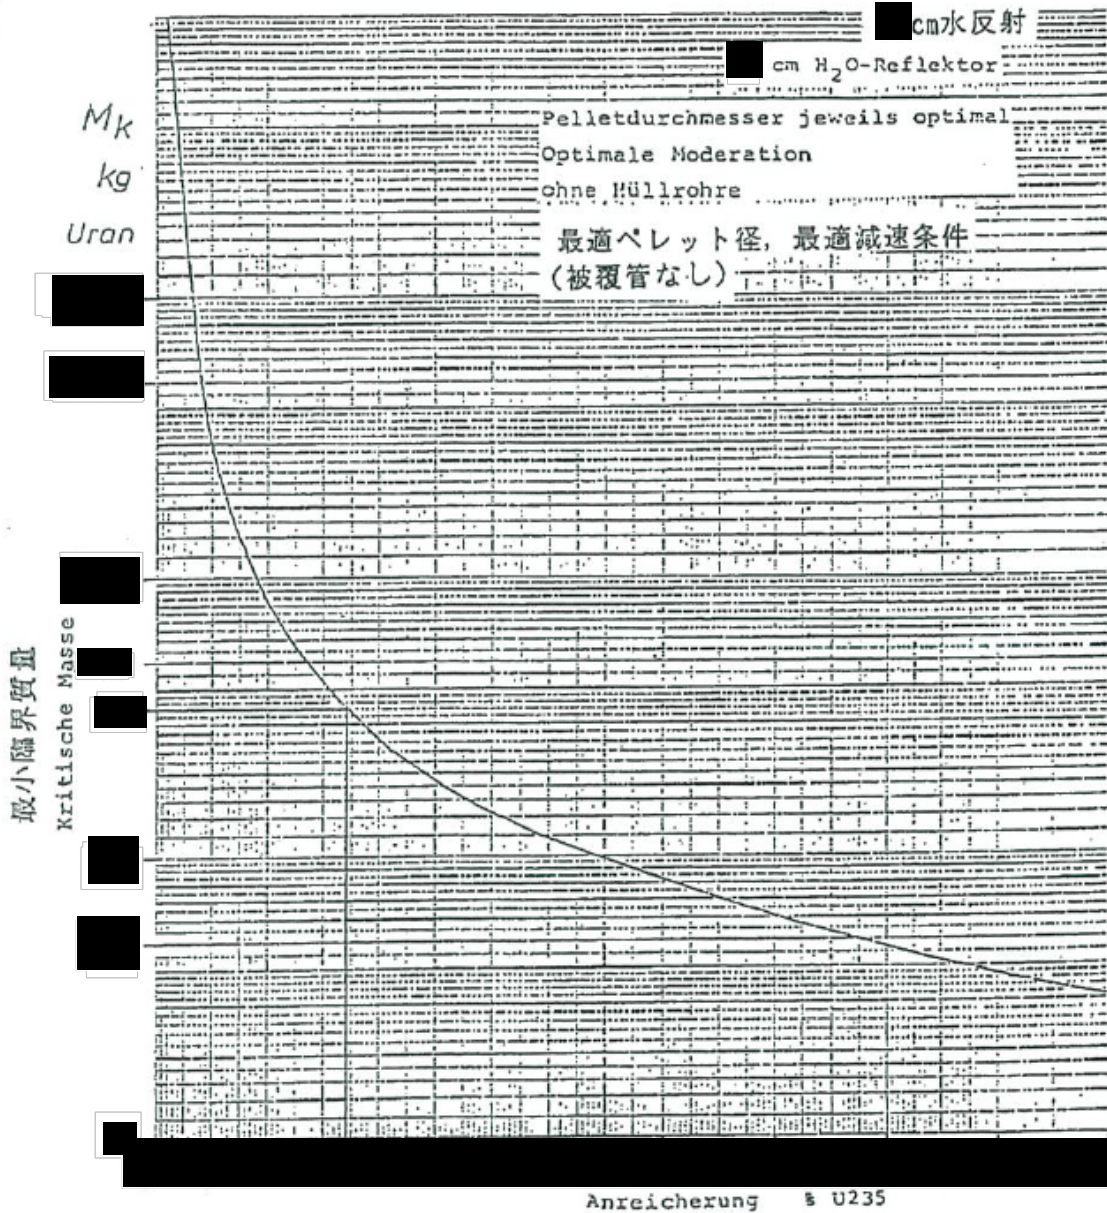 cm水反射
cm H₂O-Reflektor
Mk
kg
Uran
Pelletdurchmesser jeweils optimal
Optimale Moderation
ohne Hüllrohre
最適ペレット径，最適減速条件
(被覆管なし)
最小臨界質量
Kritische Masse
Anreicherung % U235